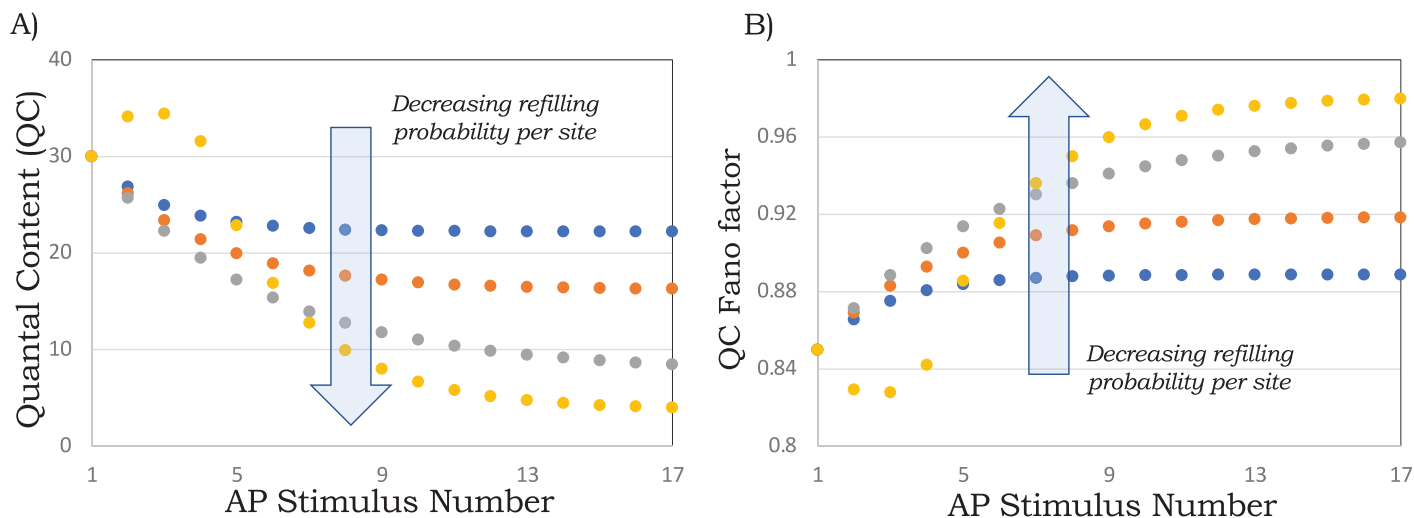 A)
Quantal Content (QC)
40
30
20
10
0
Decreasing refilling
probability per site
1
5
9
13
17
AP Stimulus Number
B)
QC Fano factor
1
0.96
0.92
0.88
0.84
0.8
Decreasing refilling
probability per site
1
5
9
13
17
AP Stimulus Number